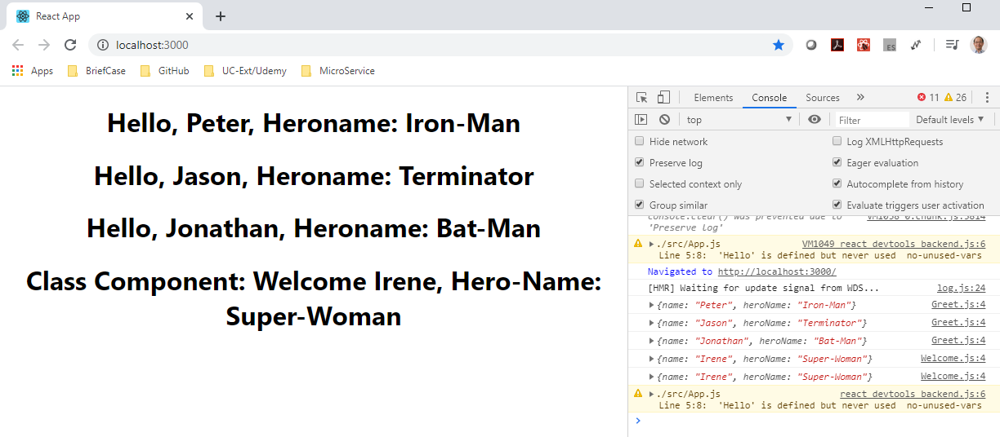 React App
localhost:3000
ES
Apps BriefCase GitHub UC-Ext/Udemy MicroService
Elements Console Sources 11 26
top Filter Default levels
Hide network Log XMLHttpRequests
Preserve log Eager evaluation
Selected context only Autocomplete from history
Group similar Evaluate triggers user activation
Hello, Peter, Heroname: Iron-Man
Hello, Jason, Heroname: Terminator
Hello, Jonathan, Heroname: Bat-Man
Class Component: Welcome Irene, Hero-Name:
Super-Woman
console.clear() was prevented due to VM1058 0.chunk.js:3814
'Preserve log'
./src/App.js VM1049 react_devtools_backend.js:6
Line 5:8: 'Hello' is defined but never used no-unused-vars
Navigated to http://localhost:3000/
[HMR] Waiting for update signal from WDS... log.js:24
{name: "Peter", heroName: "Iron-Man"} Greet.js:4
{name: "Jason", heroName: "Terminator"} Greet.js:4
{name: "Jonathan", heroName: "Bat-Man"} Greet.js:4
{name: "Irene", heroName: "Super-Woman"} Welcome.js:4
{name: "Irene", heroName: "Super-Woman"} Welcome.js:4
./src/App.js react_devtools_backend.js:6
Line 5:8: 'Hello' is defined but never used no-unused-vars